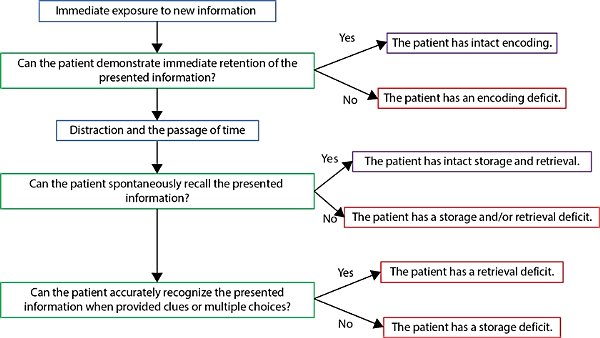 Immediate exposure to new information
Yes
The patient has intact encoding.
Can the patient demonstrate immediate retention of the
presented information?
No
The patient has an encoding deficit.
Distraction and the passage of time
Yes
The patient has intact storage and retrieval.
Can the patient spontaneously recall the presented
information?
No
The patient has a storage and/or retrieval deficit.
Yes
The patient has a retrieval deficit.
Can the patient accurately recognize the presented
information when provided clues or multiple choices?
No
The patient has a storage deficit.